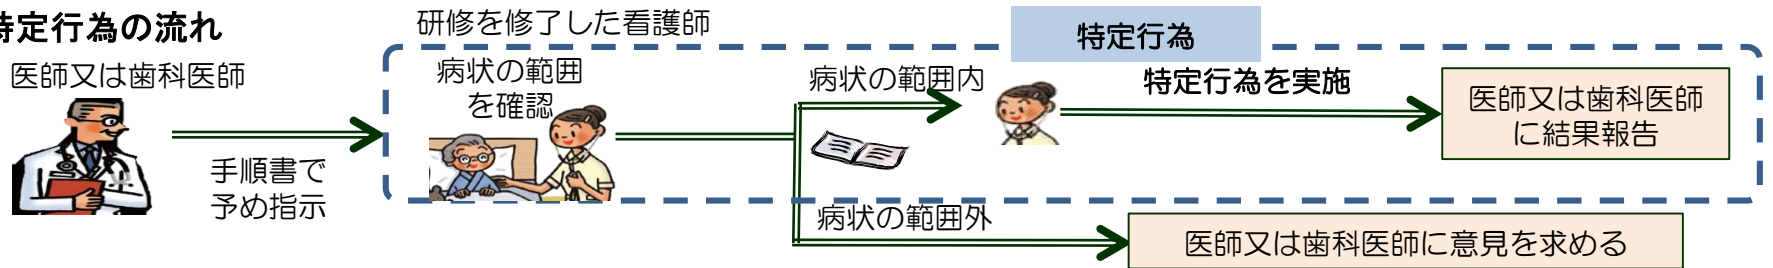 特定行為の流れ
医師又は歯科医師
手順書で
予め指示
研修を修了した看護師
病状の範囲
を確認
病状の範囲内
特定行為
特定行為を実施
医師又は歯科医師
に結果報告
病状の範囲外
医師又は歯科医師に意見を求める